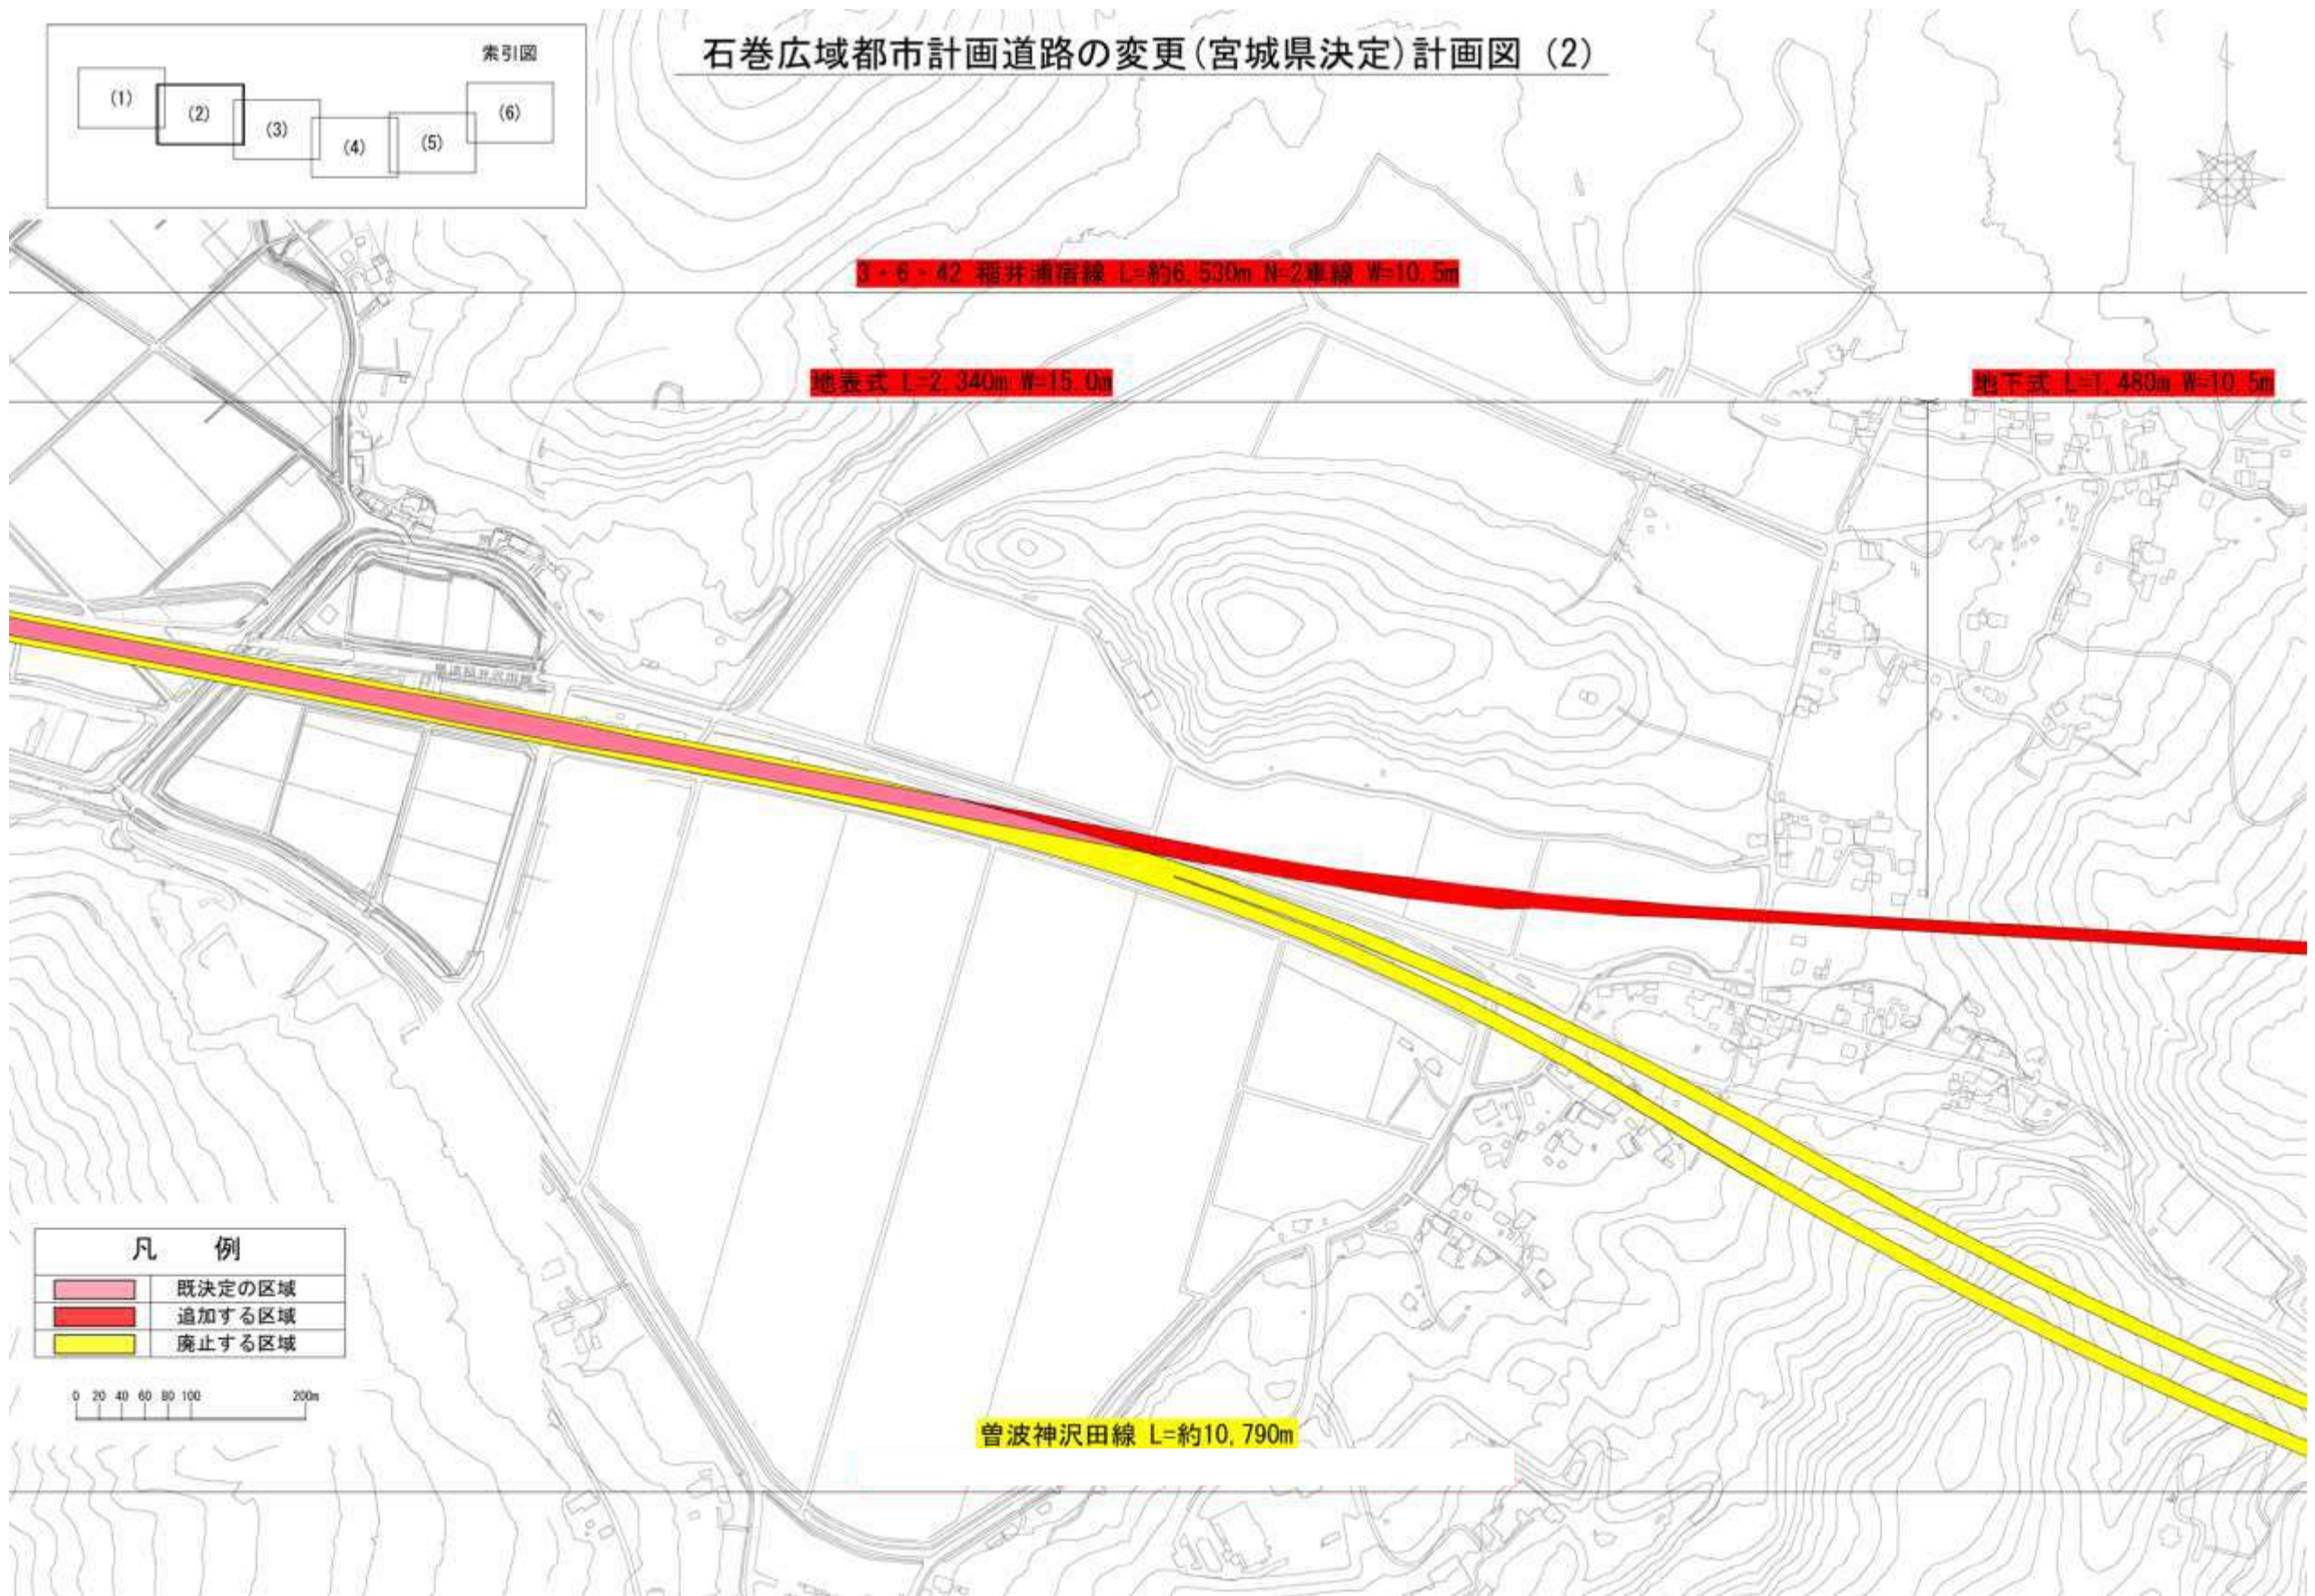 石巻広域都市計画道路の変更(宮城県決定)計画図 (2)
索引図
(1)
(2)
(3)
(4)
(5)
(6)
3・6・42 稲井浦宿線 L=約6,530m N=2車線 W=10.5m
地表式 L=2,340m W=15.0m
地下式 L=1,480m W=10.5m
凡 例
既決定の区域
追加する区域
廃止する区域
0 20 40 60 80 100 200m
曽波神沢田線 L=約10,790m